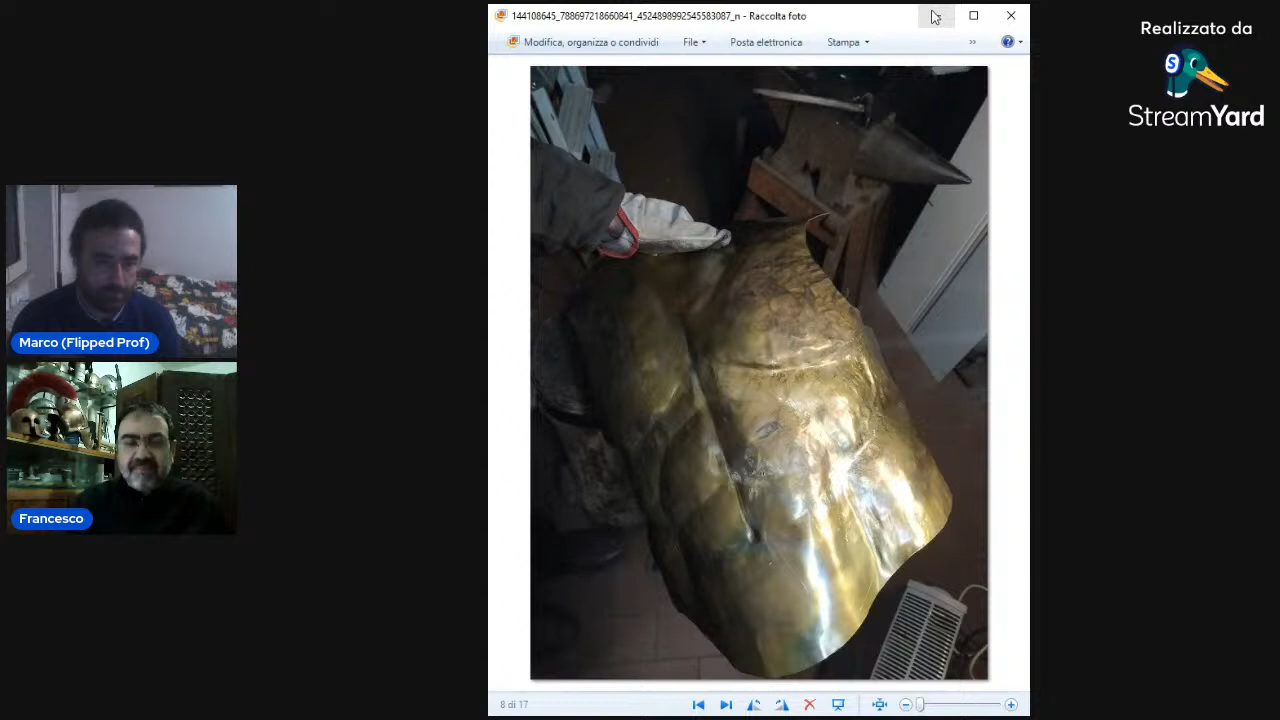 144108645_788697218660841_4524898992545583087_n - Raccolta foto
Modifica, organizza o condividi File Posta elettronica Stampa »
Realizzato da
S
StreamYard
Marco (Flipped Prof)
Francesco
8 di 17